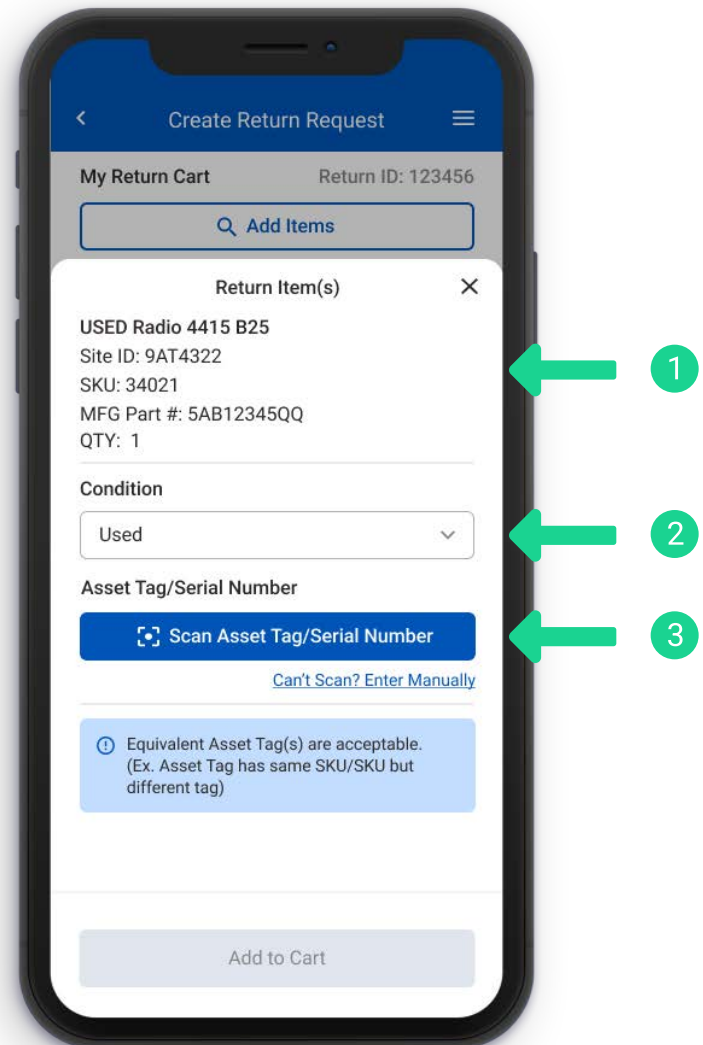 Create Return Request
My Return Cart Return ID: 123456
Add Items
Return Item(s)
USED Radio 4415 B25
Site ID: 9AT4322
SKU: 34021
MFG Part #: 5AB12345QQ
QTY: 1
1
Condition
Used
2
Asset Tag/Serial Number
Scan Asset Tag/Serial Number
3
Can't Scan? Enter Manually
Equivalent Asset Tag(s) are acceptable.
(Ex. Asset Tag has same SKU/SKU but
different tag)
Add to Cart